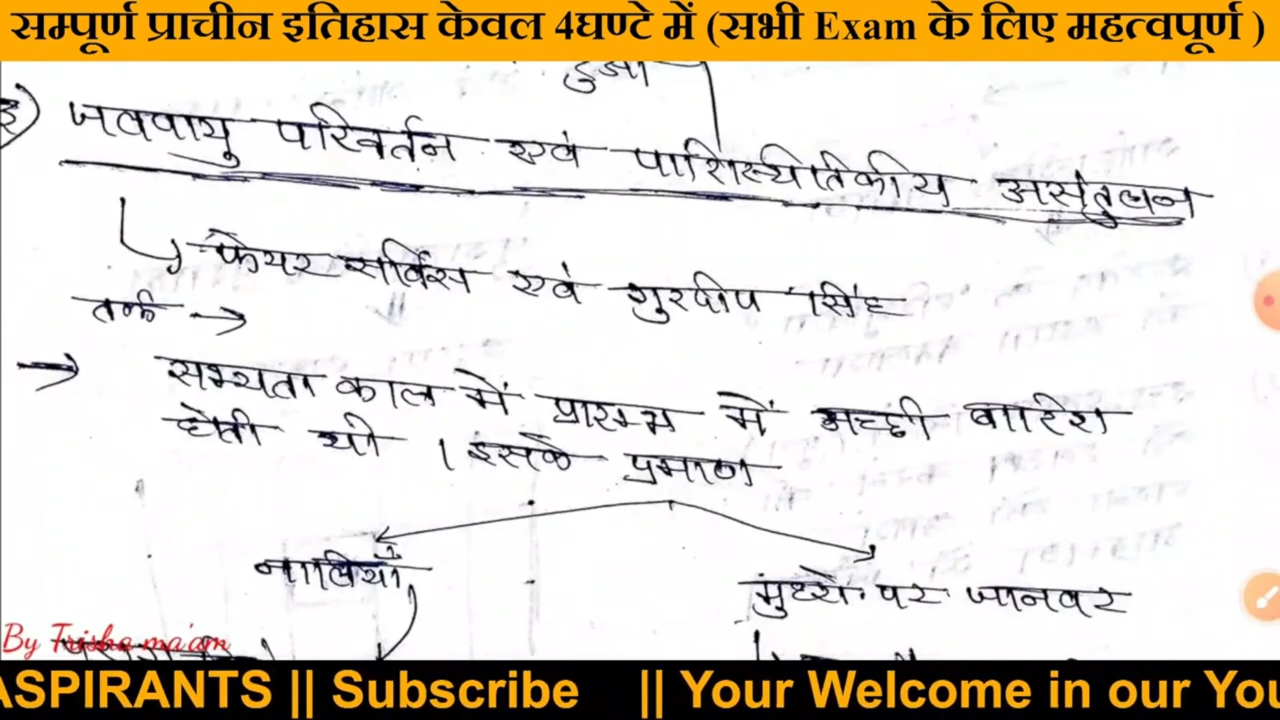 सम्पूर्ण प्राचीन इतिहास केवल 4घण्टे में (सभी Exam के लिए महत्वपूर्ण )
हुआ
जलवायु परिवर्तन एवं पारिस्थितिकीय असंतुलन
फेयर सर्विस एवं गुरदीप सिंह
तर्क →
→ सभ्यता काल में प्रारम्भ में अच्छी बारिश
होती थी । इसके प्रमाण
नालियाँ
मुहरों पर जानवर
By Trisha ma'am
ASPIRANTS || Subscribe || Your Welcome in our You